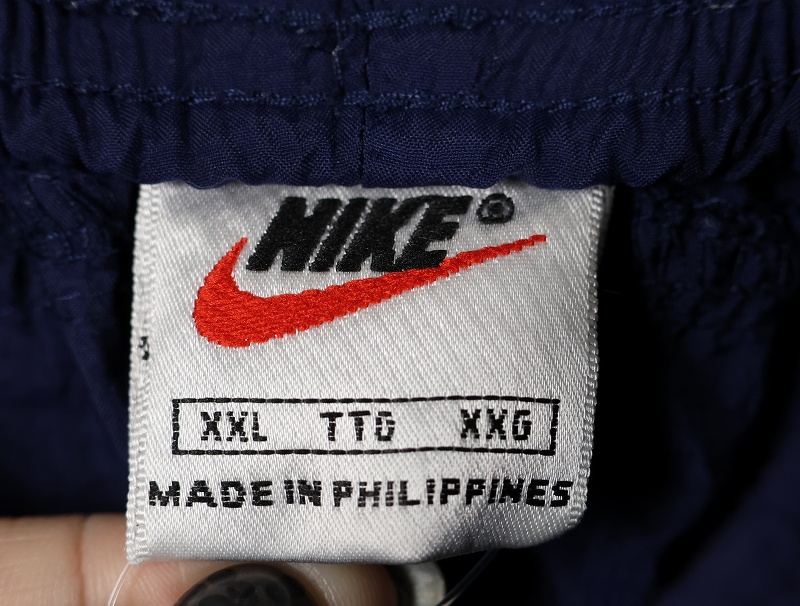 NIKE®
XXL TTG XXG
MADE IN PHILIPPINES